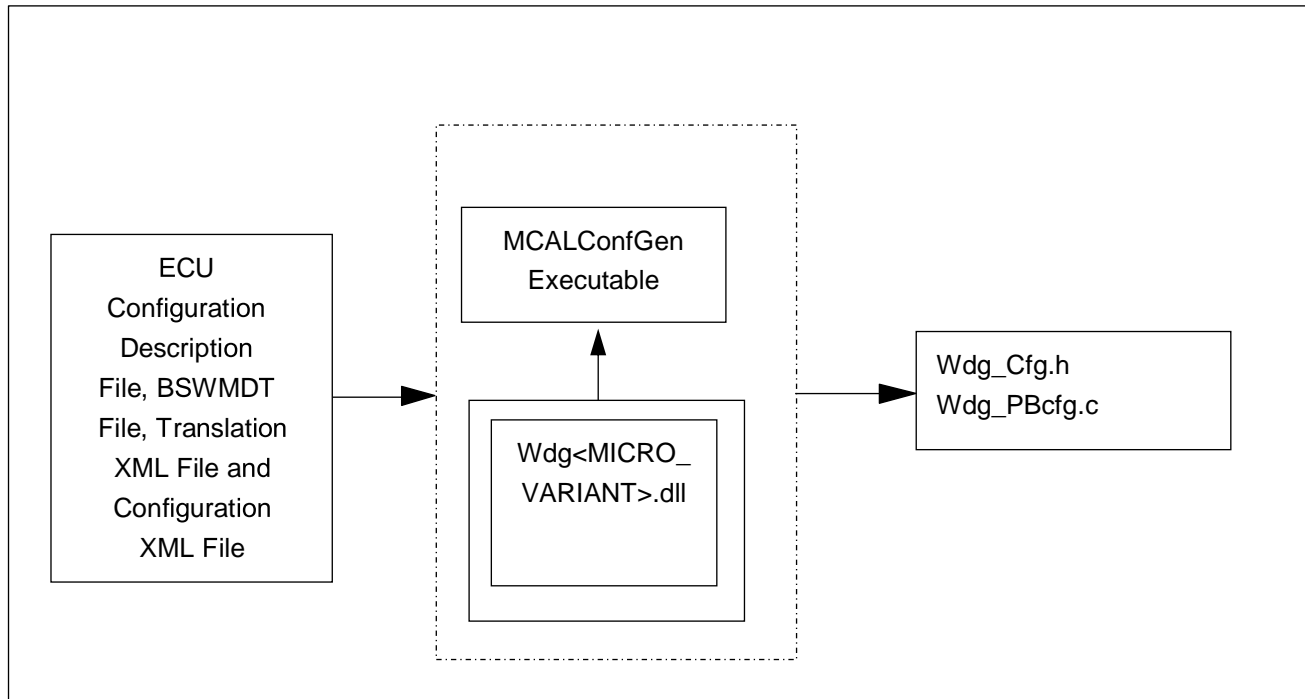 ECU
Configuration
Description
File, BSWMDT
File, Translation
XML File and
Configuration
XML File
MCALConfGen
Executable
Wdg<MICRO_
VARIANT>.dll
Wdg_Cfg.h
Wdg_PBcfg.c